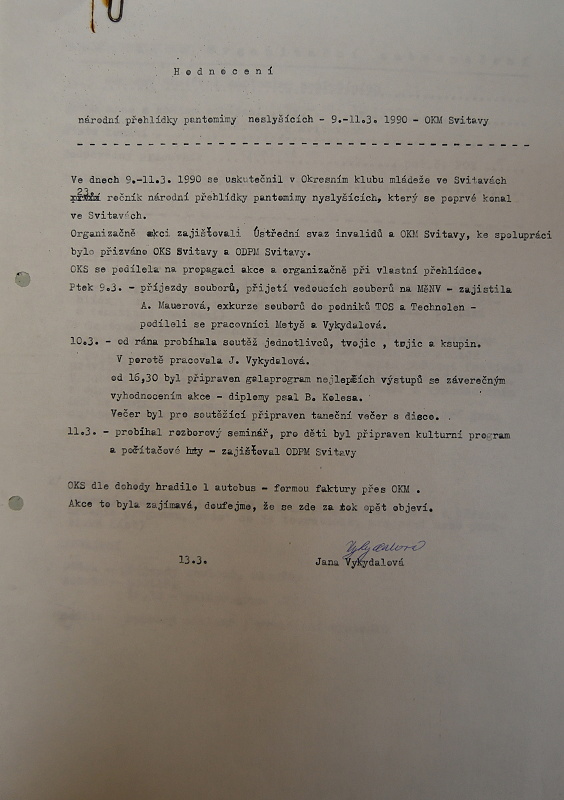 Hodnocení
národní přehlídky pantomimy neslyšících - 9.-11.3. 1990 - OKM Svitavy
Ve dnech 9.-11.3. 1990 se uskutečnil v Okresním klubu mládeže ve Svitavách
23.
první ročník národní přehlídky pantomimy nyslyšících, který se poprvé konal
ve Svitavách.
Organizačně akci zajišťovali Ústřední svaz invalidů a OKM Svitavy, ke spolupráci
bylo přizváno OKS Svitavy a ODPM Svitavy.
OKS se podílela na propagaci akce a organizačně při vlastní přehlídce.
Ptek 9.3. - příjezdy souborů, přijetí vedoucích souborů na MěNV - zajistila
A. Mauerová, exkurze souborů do podniků TOS a Technolen -
podíleli se pracovníci Metyš a Vykydalová.
10.3. - od rána probíhala soutěž jednotlivců, tvojic , tojic a ksupin.
V porotě pracovala J. Vykydalová.
od 16,30 byl připraven galaprogram nejlepších výstupů se záverečným
vyhodnocením akce - diplomy psal B. Kolesa.
Večer byl pro soutěžící připraven taneční večer s disco. .
11.3. - probíhal rozborový seminář, pro děti byl připraven kulturní program
a počítačové hry - zajišťoval ODPM Svitavy
OKS dle dohody hradilo 1 autobus - formou faktury přes OKM .
Akce to byla zajímavá, doufejme, že se zde za rok opět objeví.
Vykydalová
13.3. Jana Vykydalová